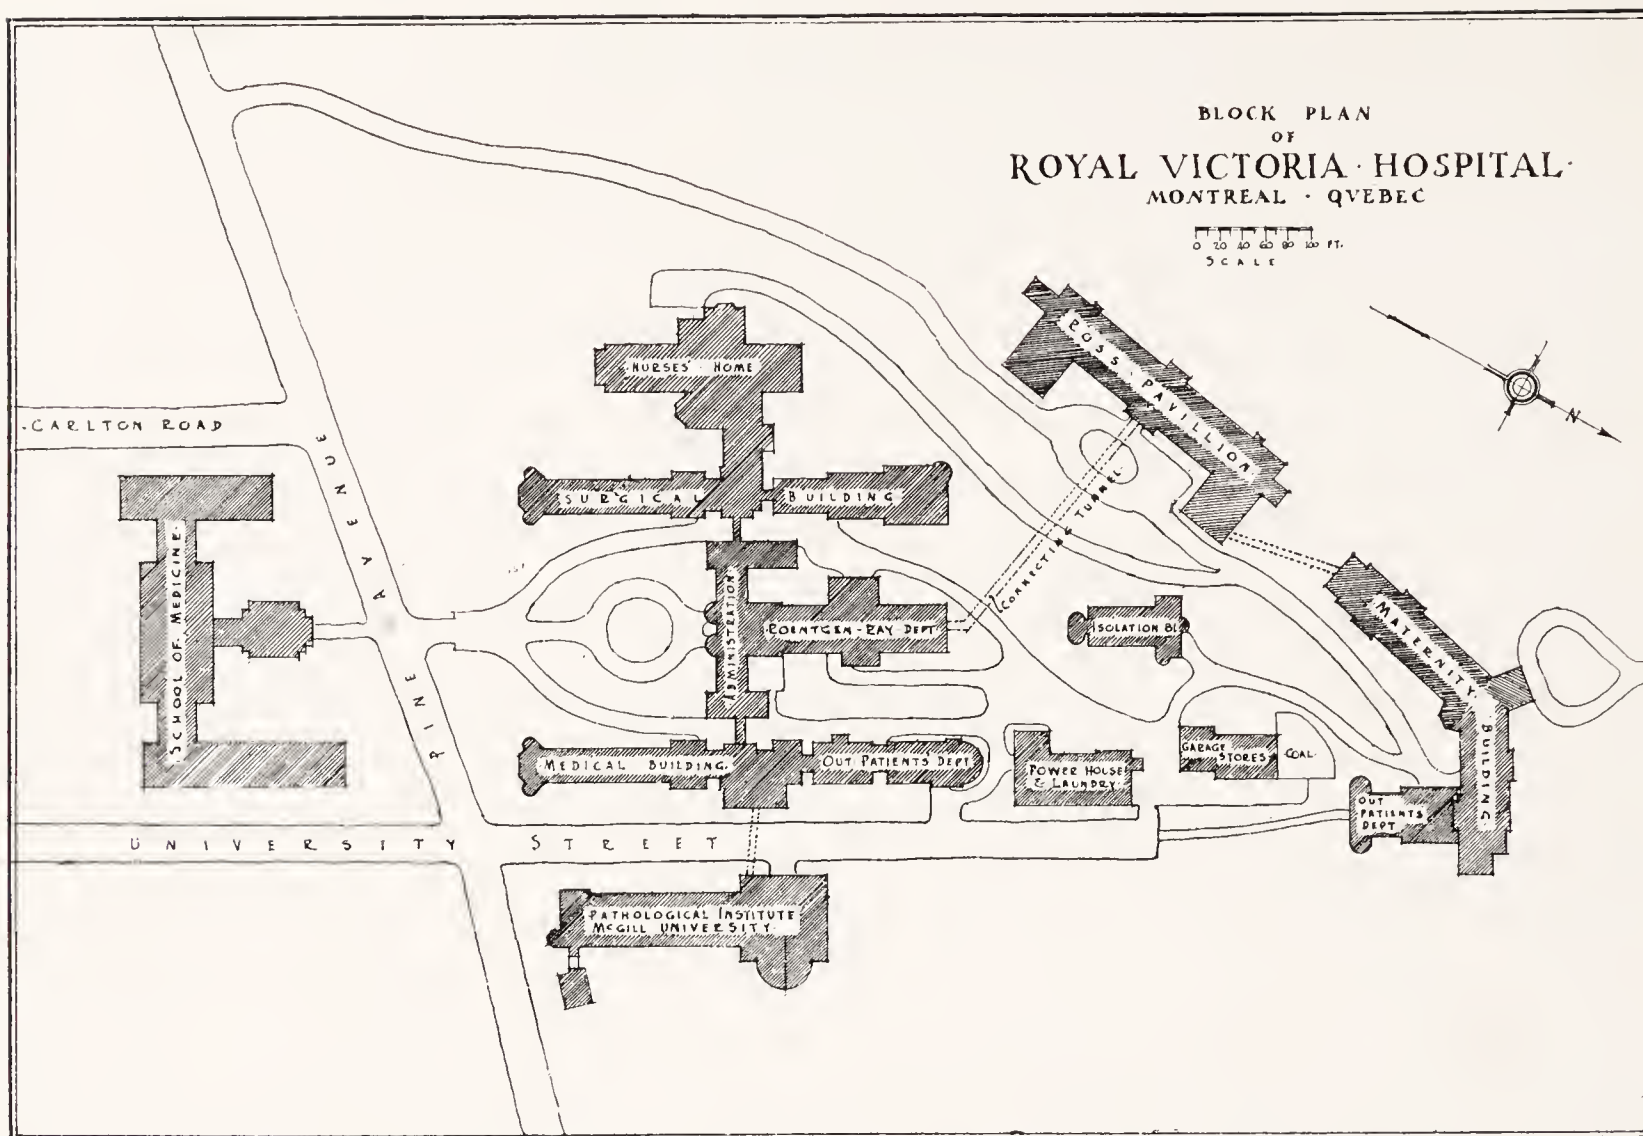 BLOCK PLAN
OF
ROYAL VICTORIA · HOSPITAL ·
MONTREAL · QVEBEC
0 20 40 60 80 100 FT.
SCALE
N
ROSS · PAVILLION
· NURSES' · HOME
· CARLTON ROAD
PINE AVENUE
SURGICAL BUILDING
SCHOOL OF MEDICINE
ADMINISTRATION
ROENTGEN-RAY DEPT
CONNECTING TUNNEL
ISOLATION BL
MATERNITY · BUILDING
MEDICAL BUILDING
OUT PATIENTS DEPT
POWER HOUSE
& LAUNDRY
GARAGE
STORES
COAL
OUT
PATIENTS
DEPT
UNIVERSITY STREET
PATHOLOGICAL INSTITUTE
MCGILL UNIVERSITY